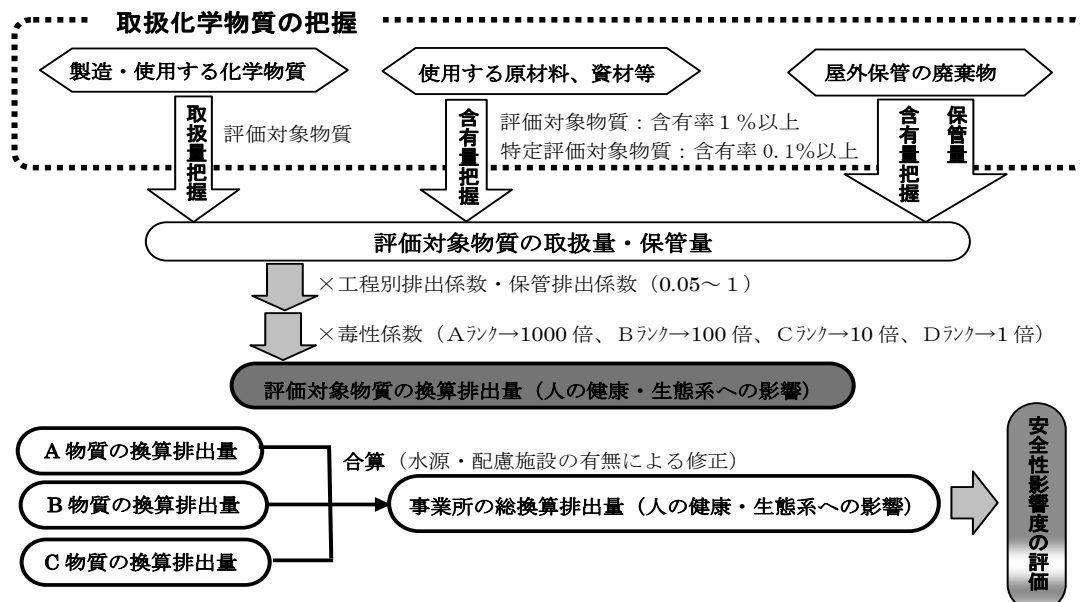 取扱化学物質の把握
製造・使用する化学物質
使用する原材料、資材等
屋外保管の廃棄物
取扱量把握
評価対象物質
含有量把握
評価対象物質：含有率１%以上
特定評価対象物質：含有率 0.1%以上
保管量
含有量把握
評価対象物質の取扱量・保管量
×工程別排出係数・保管排出係数（0.05～１）
×毒性係数（Aﾗﾝｸ→1000 倍、Bﾗﾝｸ→100 倍、Cﾗﾝｸ→10 倍、Dﾗﾝｸ→1 倍）
評価対象物質の換算排出量（人の健康・生態系への影響）
A 物質の換算排出量
B 物質の換算排出量
C 物質の換算排出量
合算（水源・配慮施設の有無による修正）
事業所の総換算排出量（人の健康・生態系への影響）
安全性影響度の評価